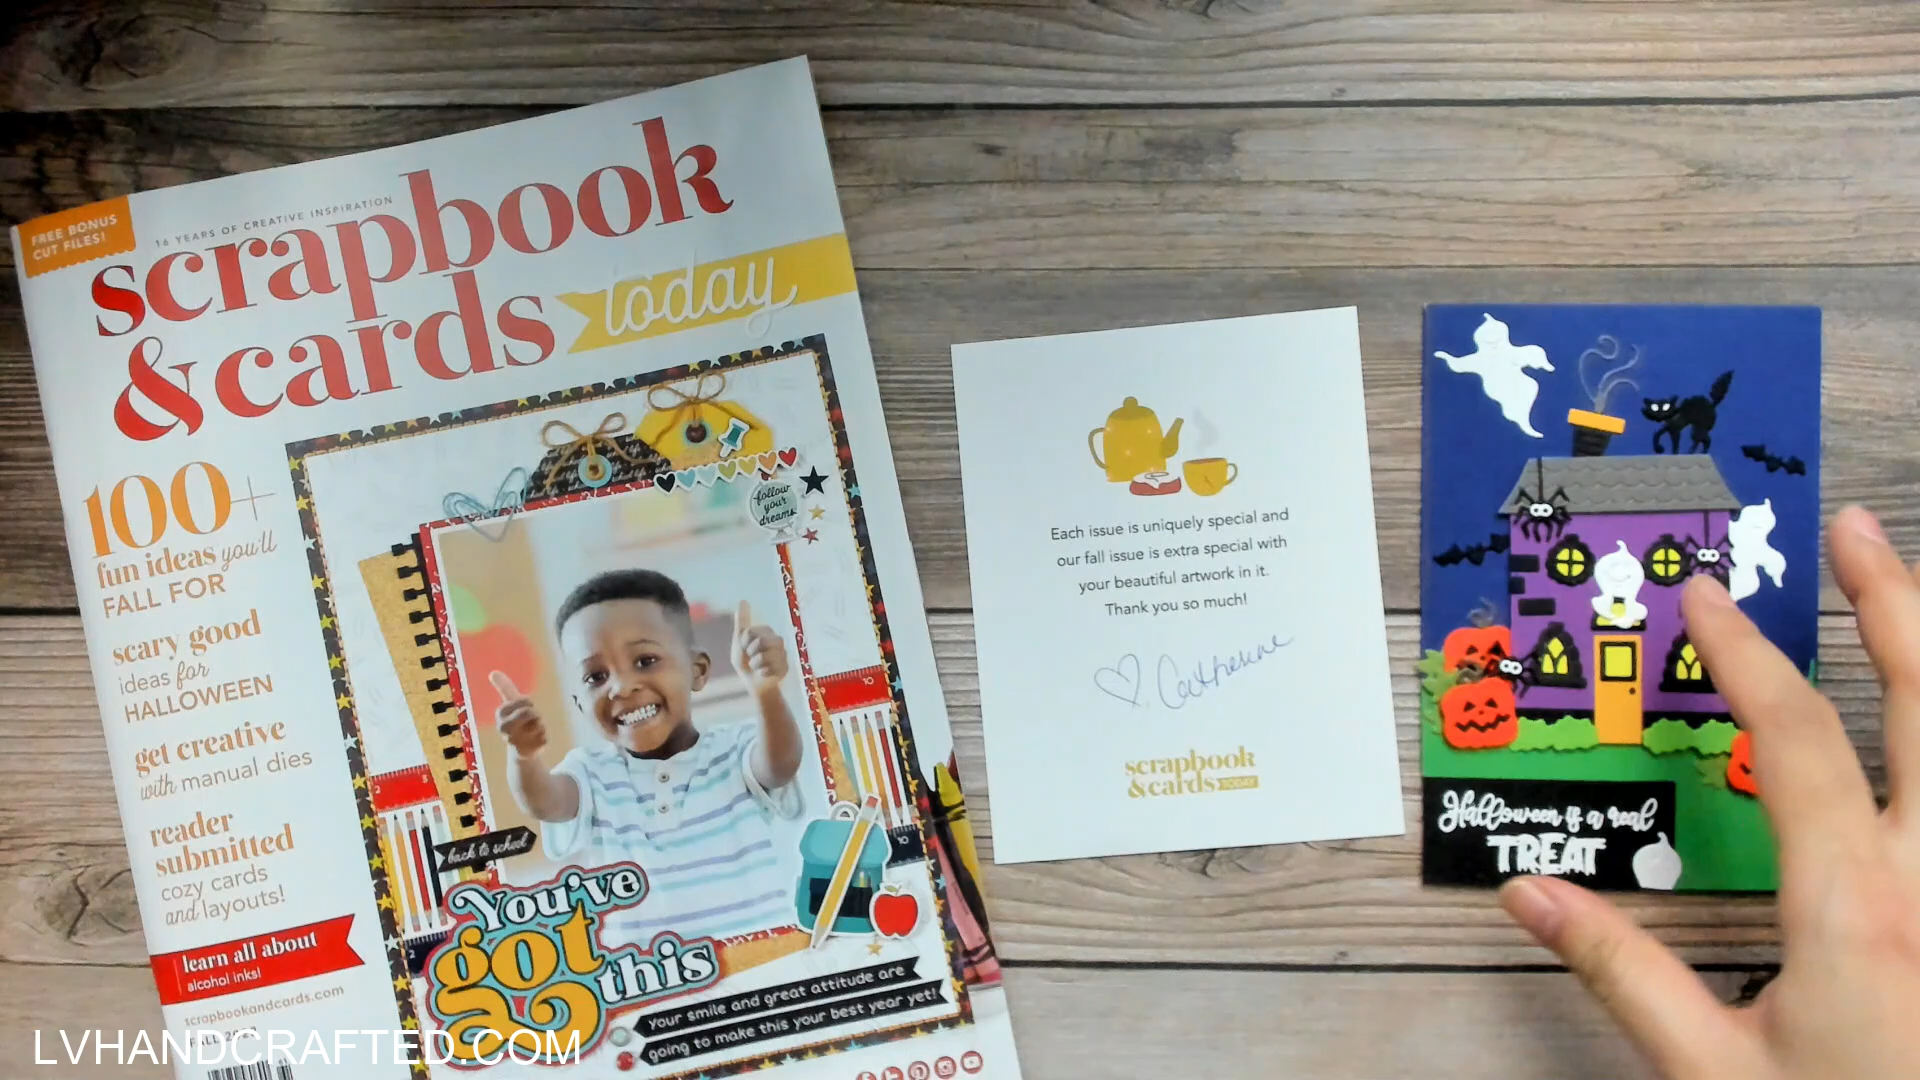 FREE BONUS
CUT FILES!
16 YEARS OF CREATIVE INSPIRATION
scrapbook
& cards
today
100+
fun ideas you'll
FALL FOR
scary good
ideas for
HALLOWEEN
get creative
with manual dies
reader
submitted
cozy cards
and layouts!
learn all about
alcohol inks!
scrapbookandcards.com
follow
your
dreams
back to school
You've
got
this
your smile and great attitude are
going to make this your best year yet!
Each issue is uniquely special and
our fall issue is extra special with
your beautiful artwork in it.
Thank you so much!
Catherine
scrapbook
& cards TODAY
Halloween is a real
TREAT
LVHANDCRAFTED.COM